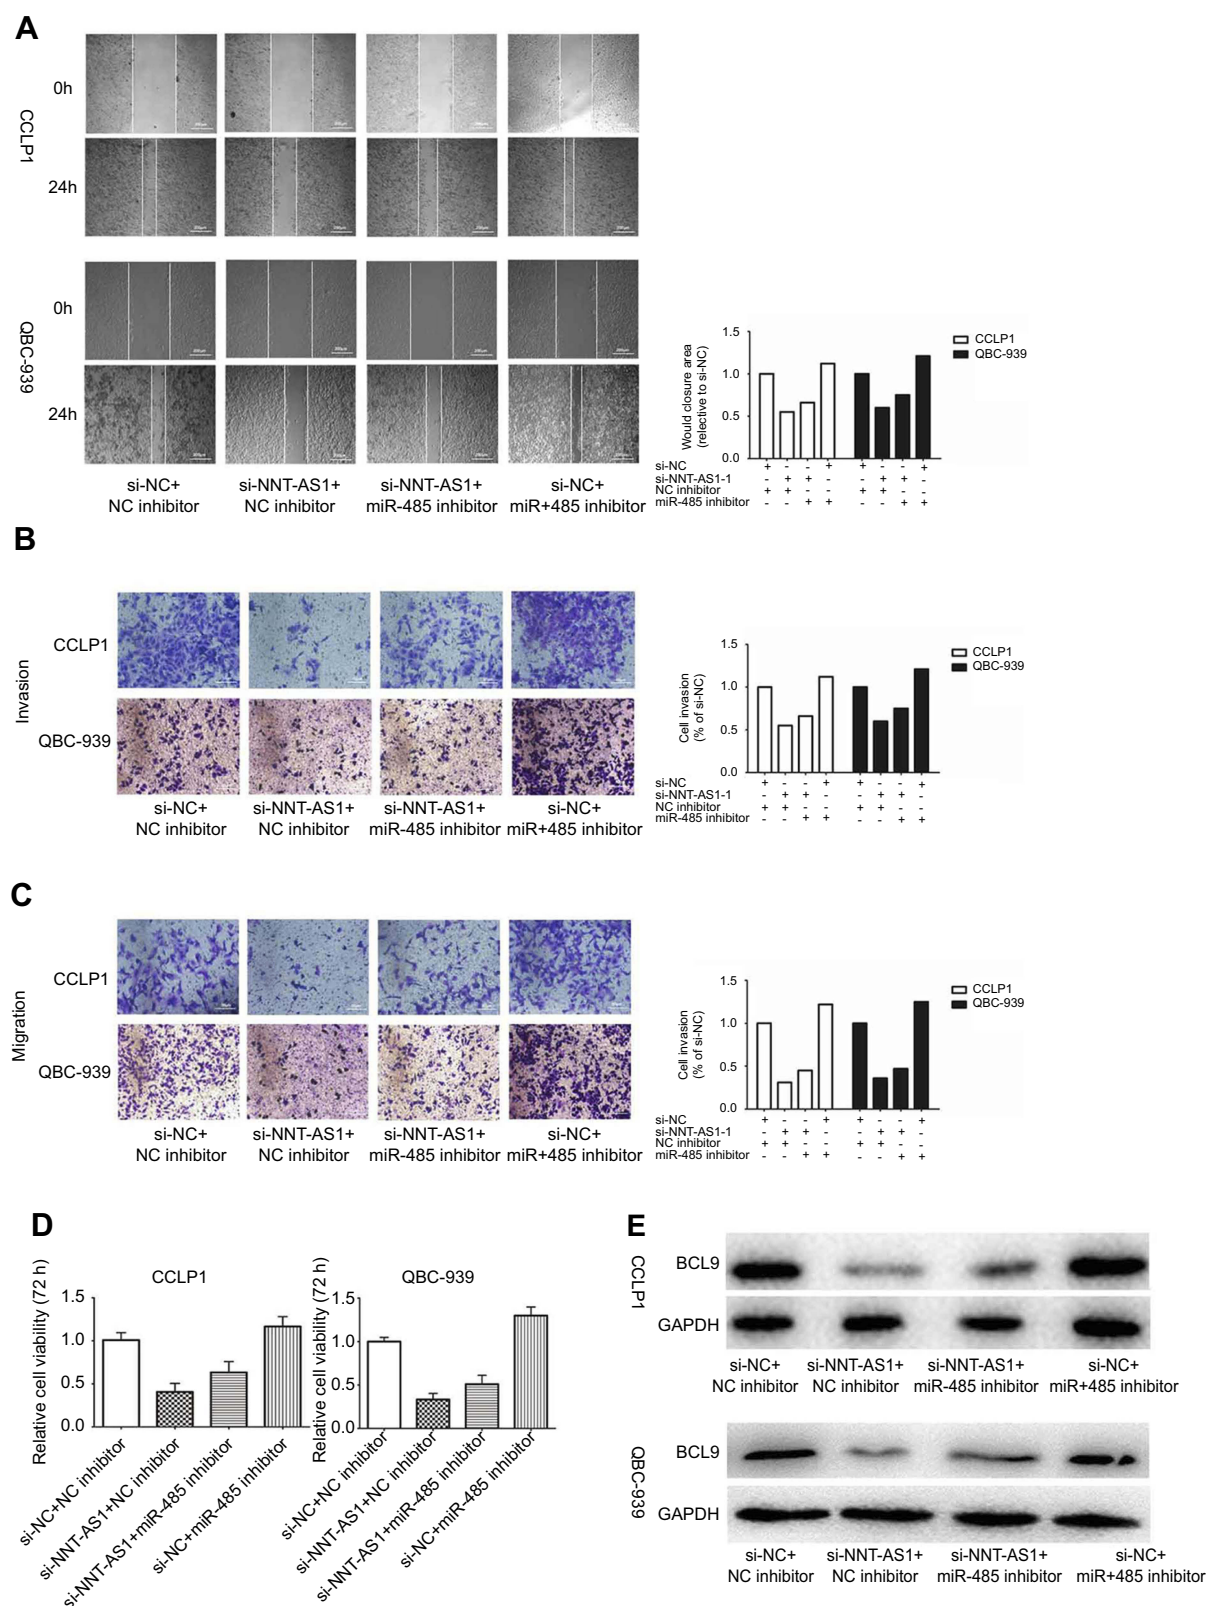 A
0h
CCLP1
24h
0h
QBC-939
24h
si-NC+
NC inhibitor
si-NNT-AS1+
NC inhibitor
si-NNT-AS1+
miR-485 inhibitor
si-NC+
miR+485 inhibitor
Would closure area
(relective to si-NC)
1.5
1.0
0.5
0.0
CCLP1
QBC-939
si-NC + - - + + - - +
si-NNT-AS1-1 - + + - - + + -
NC inhibitor + + - - + + - -
miR-485 inhibitor - - + + - - + +
B
Invasion
CCLP1
QBC-939
si-NC+
NC inhibitor
si-NNT-AS1+
NC inhibitor
si-NNT-AS1+
miR-485 inhibitor
si-NC+
miR+485 inhibitor
Cell invasion
(% of si-NC)
1.5
1.0
0.5
0.0
CCLP1
QBC-939
si-NC + - - + + - - +
si-NNT-AS1-1 - + + - - + + -
NC inhibitor + + - - + + - -
miR-485 inhibitor - - + + - - + +
C
Migration
CCLP1
QBC-939
si-NC+
NC inhibitor
si-NNT-AS1+
NC inhibitor
si-NNT-AS1+
miR-485 inhibitor
si-NC+
miR+485 inhibitor
Cell invasion
(% of si-NC)
1.5
1.0
0.5
0.0
CCLP1
QBC-939
si-NC + - - + + - - +
si-NNT-AS1-1 - + + - - + + -
NC inhibitor + + - - + + - -
miR-485 inhibitor - - + + - - + +
D
CCLP1
Relative cell viability (72 h)
1.5
1.0
0.5
0.0
si-NC+NC inhibitor
si-NNT-AS1+NC inhibitor
si-NNT-AS1+miR-485 inhibitor
si-NC+miR-485 inhibitor
QBC-939
Relative cell viability (72 h)
1.5
1.0
0.5
0.0
si-NC+NC inhibitor
si-NNT-AS1+NC inhibitor
si-NNT-AS1+miR-485 inhibitor
si-NC+miR-485 inhibitor
E
CCLP1
BCL9
GAPDH
si-NC+
NC inhibitor
si-NNT-AS1+
NC inhibitor
si-NNT-AS1+
miR-485 inhibitor
si-NC+
miR+485 inhibitor
QBC-939
BCL9
GAPDH
si-NC+
NC inhibitor
si-NNT-AS1+
NC inhibitor
si-NNT-AS1+
miR-485 inhibitor
si-NC+
miR+485 inhibitor